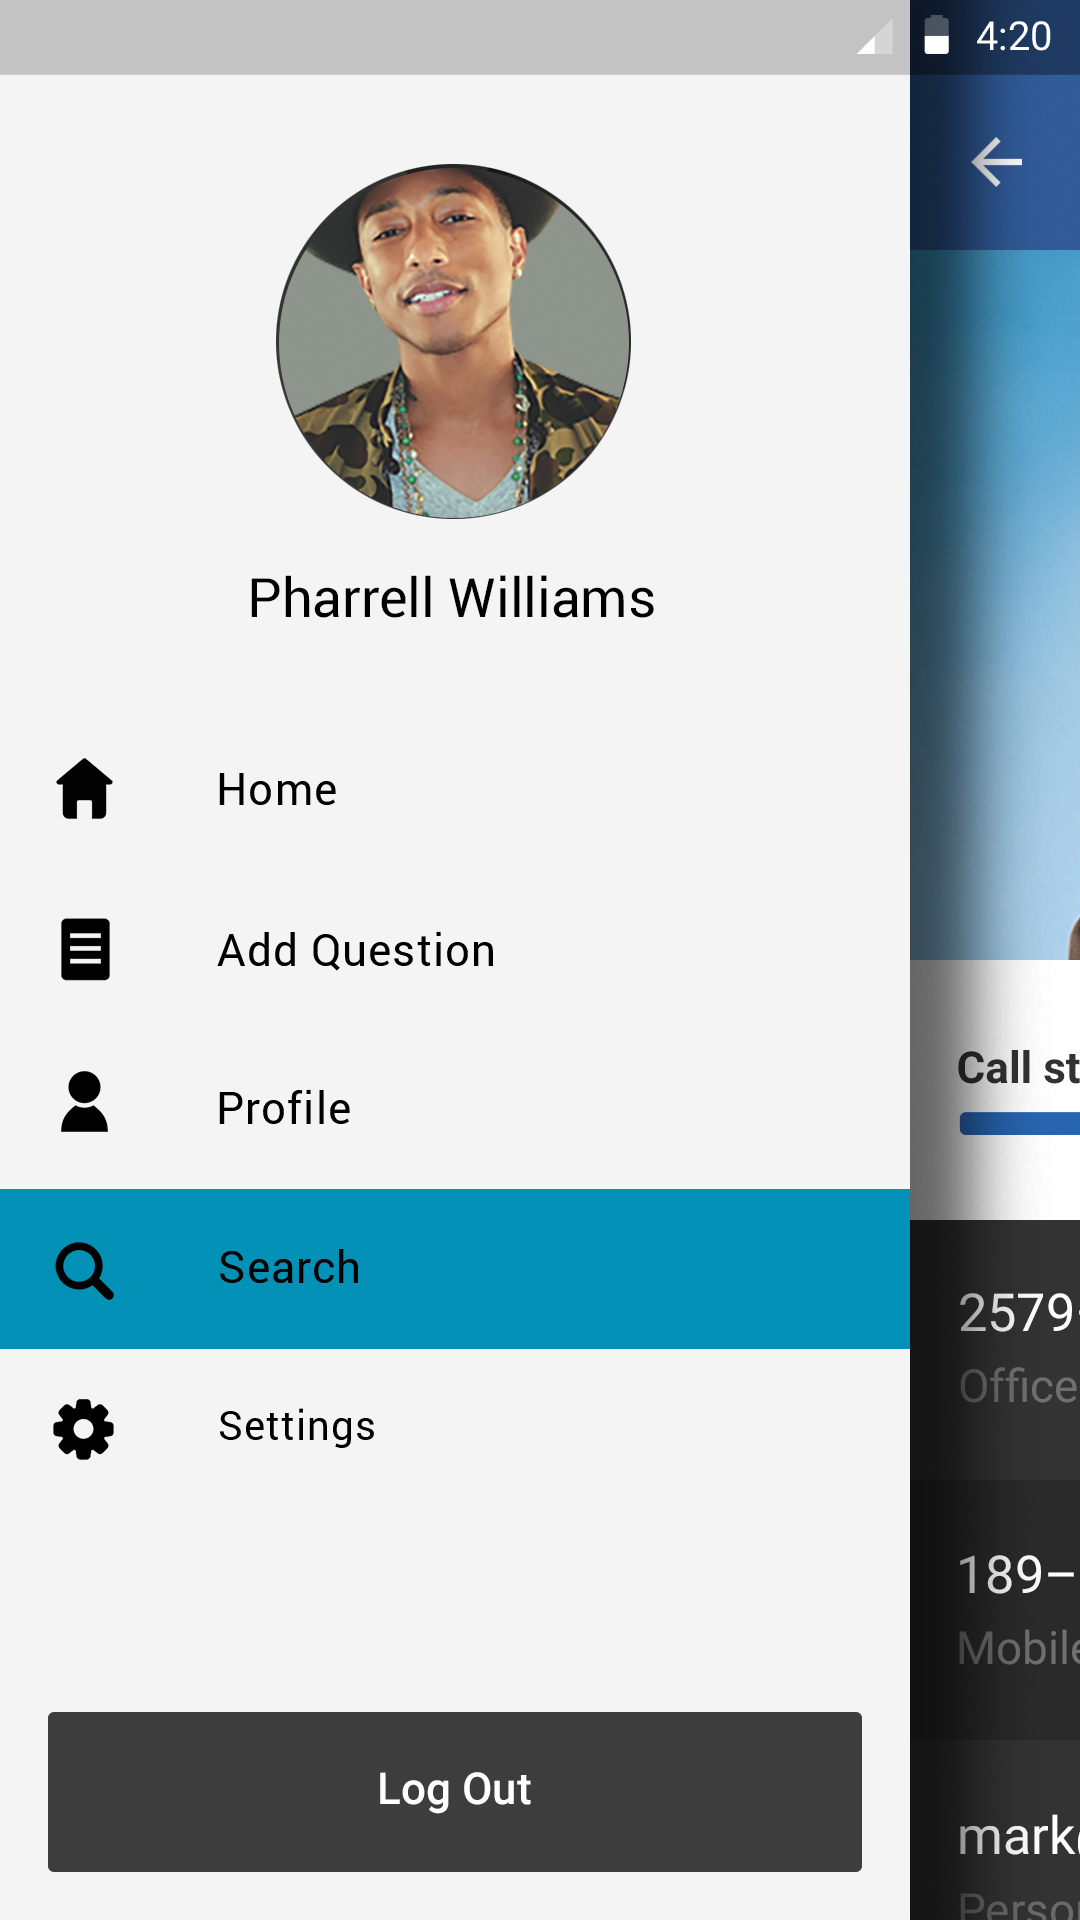 4:20
Pharrell Williams
Home
Add Question
Profile
Search
Settings
Log Out
Call st
2579-
Office
189–
Mobile
mark@
Perso